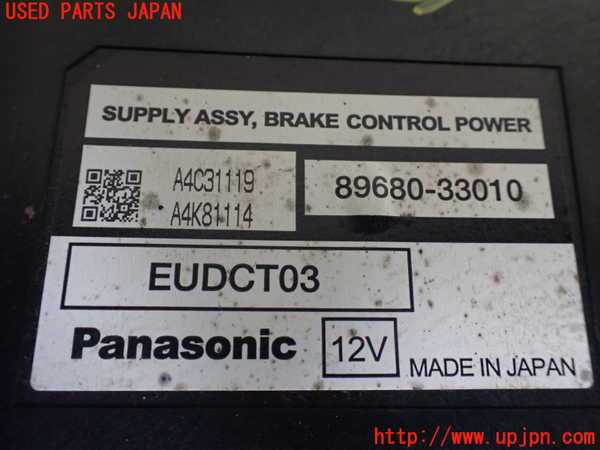 USED PARTS JAPAN
SUPPLY ASSY, BRAKE CONTROL POWER
A4C31119
A4K81114
89680-33010
EUDCT03
Panasonic 12V MADE IN JAPAN
http://www.upjpn.com/